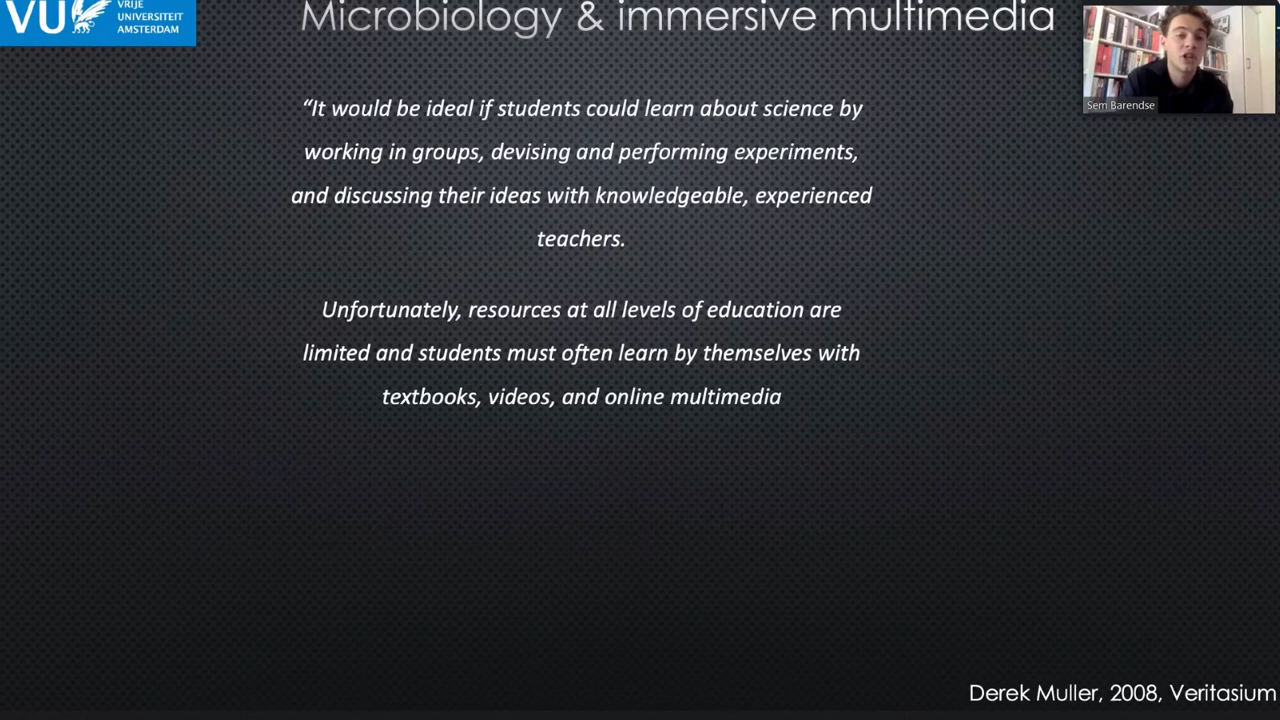 VU
VRIJE
UNIVERSITEIT
AMSTERDAM
Microbiology & immersive multimedia
Sem Barendse
“It would be ideal if students could learn about science by
working in groups, devising and performing experiments,
and discussing their ideas with knowledgeable, experienced
teachers.
Unfortunately, resources at all levels of education are
limited and students must often learn by themselves with
textbooks, videos, and online multimedia
Derek Muller, 2008, Veritasium